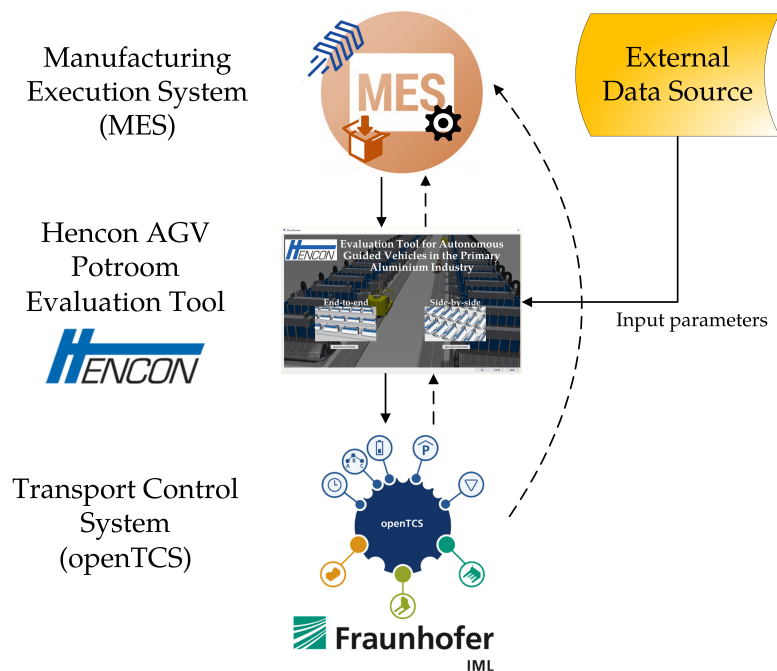 Manufacturing
Execution System
(MES)
MES
External
Data Source
Hencon AGV
Potroom
Evaluation Tool
HENCON
HENCON
Evaluation Tool for Autonomous
Guided Vehicles in the Primary
Aluminium Industry
End-to-end
Side-by-side
Input parameters
Transport Control
System
(openTCS)
A
B
C
P
openTCS
Fraunhofer
IML